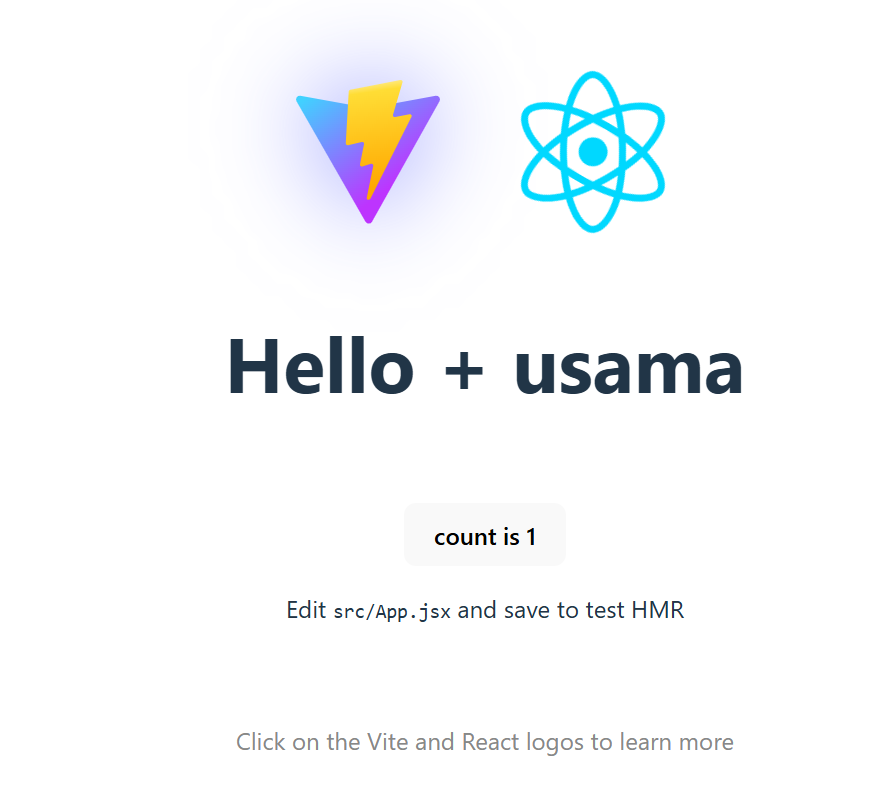 Hello + usama
count is 1
Edit src/App.jsx and save to test HMR
Click on the Vite and React logos to learn more